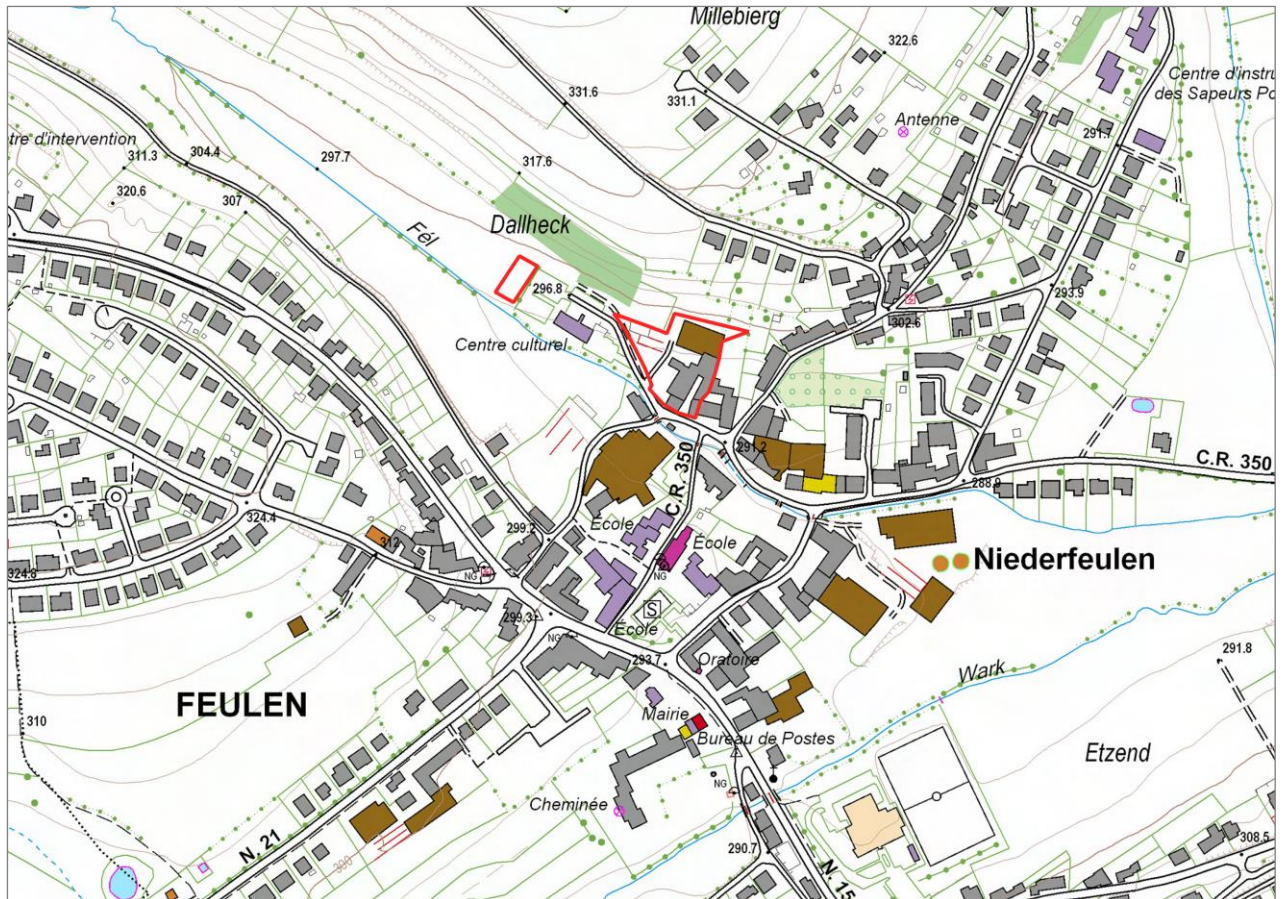 Millebierg
322.6
331.6
331.1
Antenne
Centre d'instru
des Sapeurs Po
291.7
tre d'intervention
304.4
311.3
297.7
317.6
320.6
307
Dallheck
Fél
296.8
293.9
302.6
Centre culturel
291.2
C.R. 350
C.R. 350
288.9
324.4
299.2
École
312
École
NG
NG
Niederfeulen
324.8
299.3
NG
École
S
293.7
Oratoire
291.8
Wark
FEULEN
310
Mairie
Bureau de Postes
Etzend
NG
Cheminée
N. 21
300
290.7
N. 15
308.5